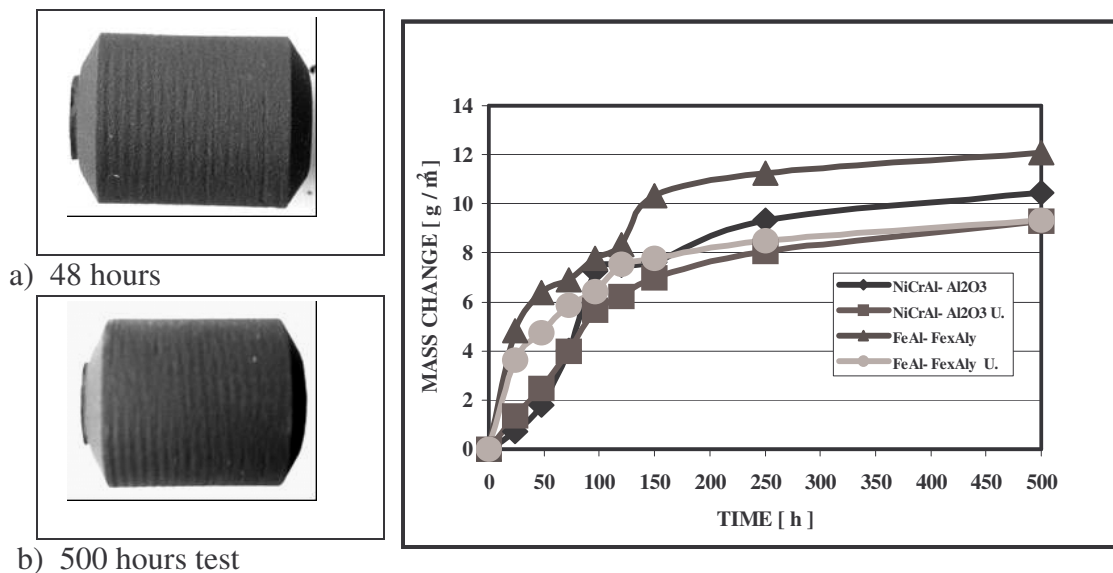 a) 48 hours
b) 500 hours test
MASS CHANGE [ g / m2 ]
14
12
10
8
6
4
2
0
NiCrAl- Al2O3
NiCrAl- Al2O3 U.
FeAl- FexAly
FeAl- FexAly U.
0 50 100 150 200 250 300 350 400 450 500
TIME [ h ]